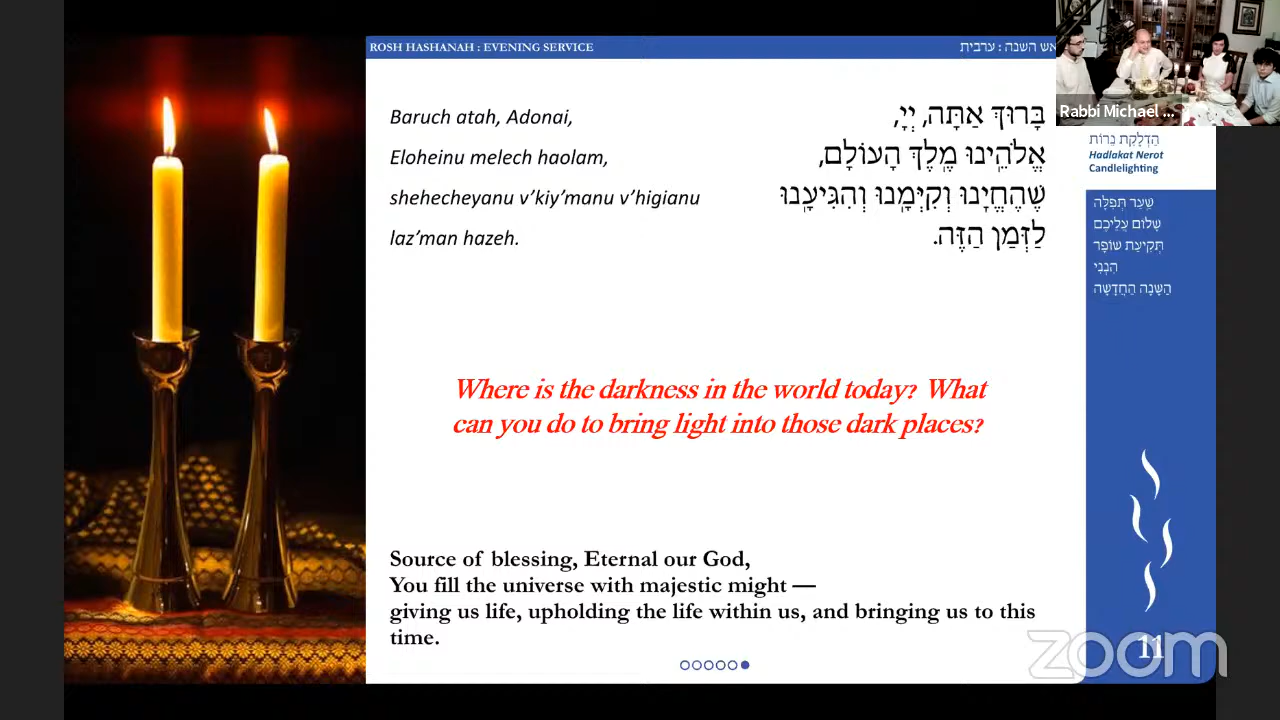 ROSH HASHANAH : EVENING SERVICE
אש השנה : ערבית
Rabbi Michael ...
Baruch atah, Adonai,
Eloheinu melech haolam,
shehecheyanu v’kiy’manu v’higianu
laz’man hazeh.
בָּרוּךְ אַתָּה, יְיָ,
אֱלֹהֵֽינוּ מֶֽלֶךְ הָעוֹלָם,
שֶׁהֶחֱיָֽנוּ וְקִיְּמָֽנוּ וְהִגִּיעָֽנוּ
לַזְּמַן הַזֶּה.
הַדְלָקַת נֵרוֹת
Hadlakat Nerot
Candlelighting
שַׁעַר תְּפִלָּה
שָׁלוֹם עֲלֵיכֶם
תְּקִיעַת שׁוֹפָר
הִנְנִי
הַשָּׁנָה הַחֲדָשָׁה
Where is the darkness in the world today? What
can you do to bring light into those dark places?
Source of blessing, Eternal our God,
You fill the universe with majestic might —
giving us life, upholding the life within us, and bringing us to this
time.
11
zoom